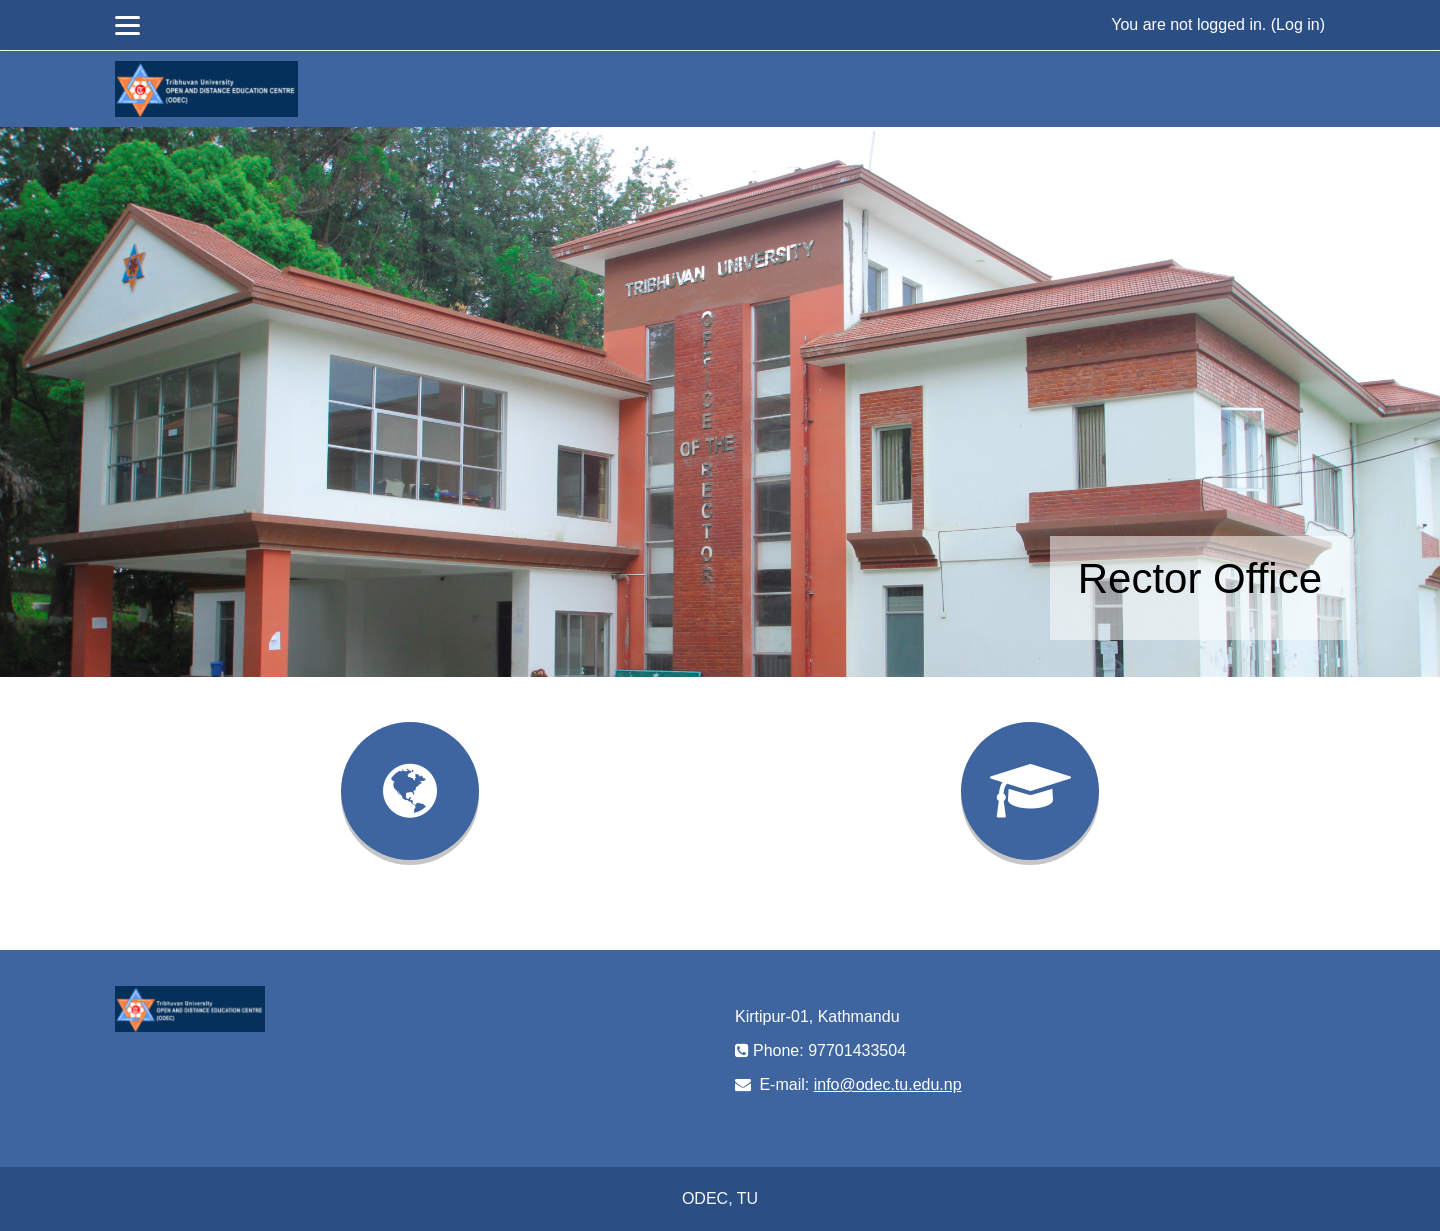 You are not logged in. (Log in)
Tribhuvan University
OPEN AND DISTANCE EDUCATION CENTRE
(ODEC)
TRIBHUVAN UNIVERSITY
OFFICE
OF THE
RECTOR
Rector Office
Tribhuvan University
OPEN AND DISTANCE EDUCATION CENTRE
(ODEC)
Kirtipur-01, Kathmandu
Phone: 97701433504
E-mail: info@odec.tu.edu.np
ODEC, TU